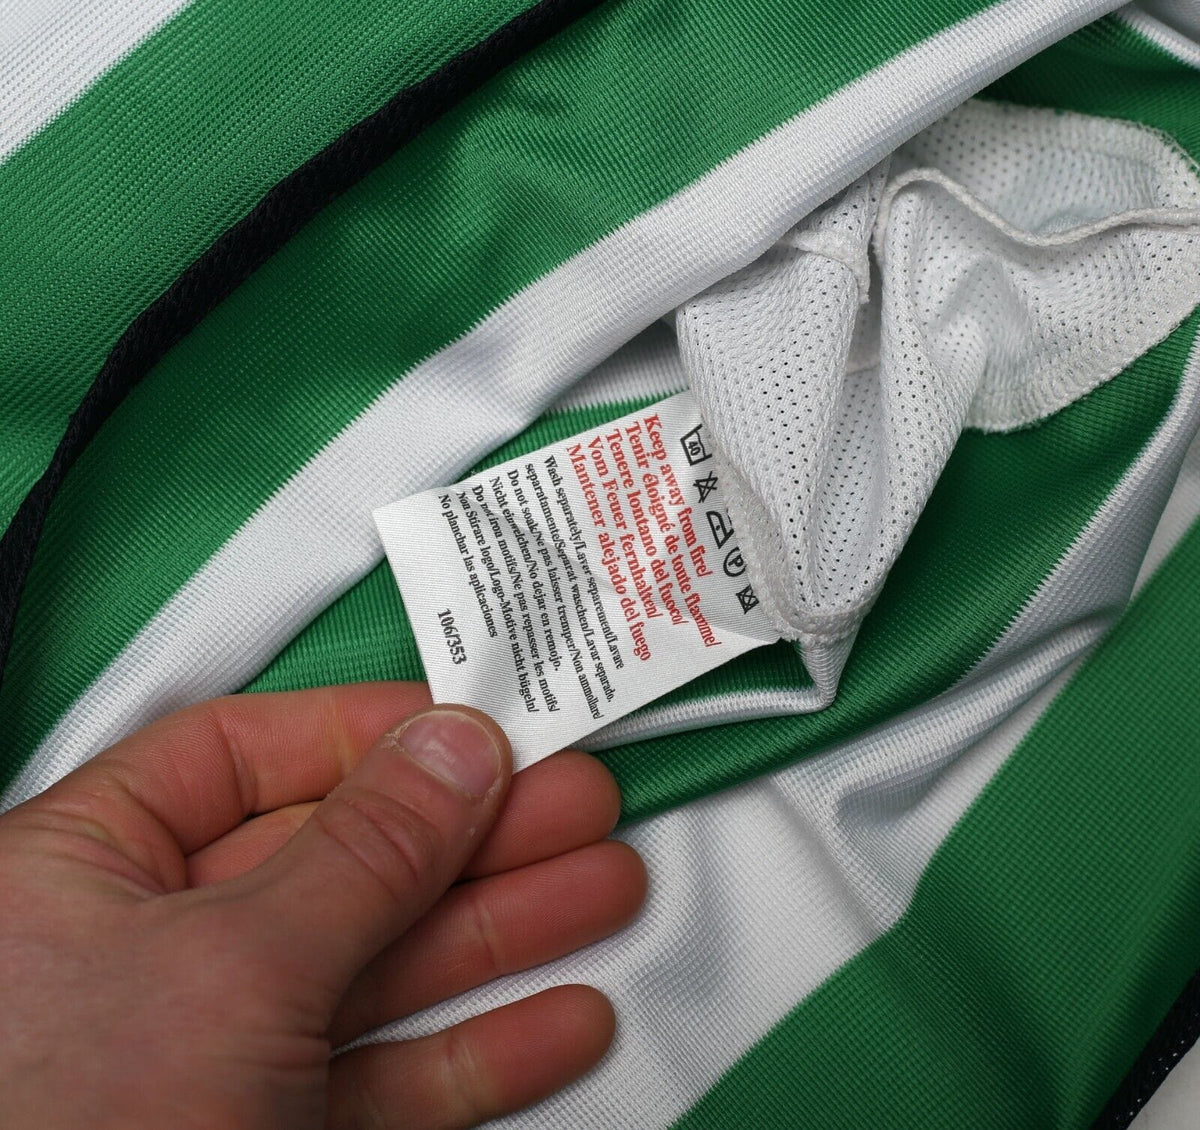 40
P
Keep away from fire/
Tenir éloigné de toute flamme/
Tenere lontano del fuoco/
Vom Feuer fernhalten/
Mantener alejado del fuego
Wash separately/Laver separement/Lavare
separatamente/Separat waschen/Lavar separado.
Do not soak/Ne pas laisser tremper/Non ammollare/
Nicht einweichen/No dejar en remojo.
Do not iron motifs/Ne pas repasser les motifs/
Non Stirare logo/Logo-Motive nicht bügeln/
No planchar las aplicaciones
106/353